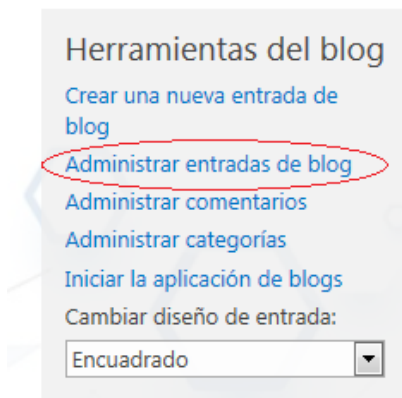 Herramientas del blog
Crear una nueva entrada de
blog
Administrar entradas de blog
Administrar comentarios
Administrar categorías
Iniciar la aplicación de blogs
Cambiar diseño de entrada:
Encuadrado